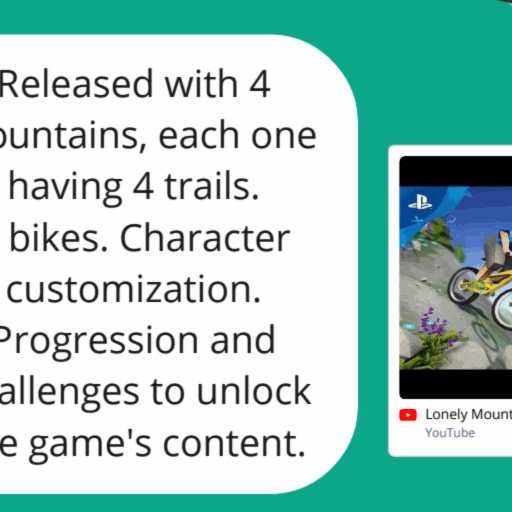 Released with 4
ountains, each one
having 4 trails.
bikes. Character
customization.
Progression and
allenges to unlock
e game's content.
Lonely Mount
YouTube